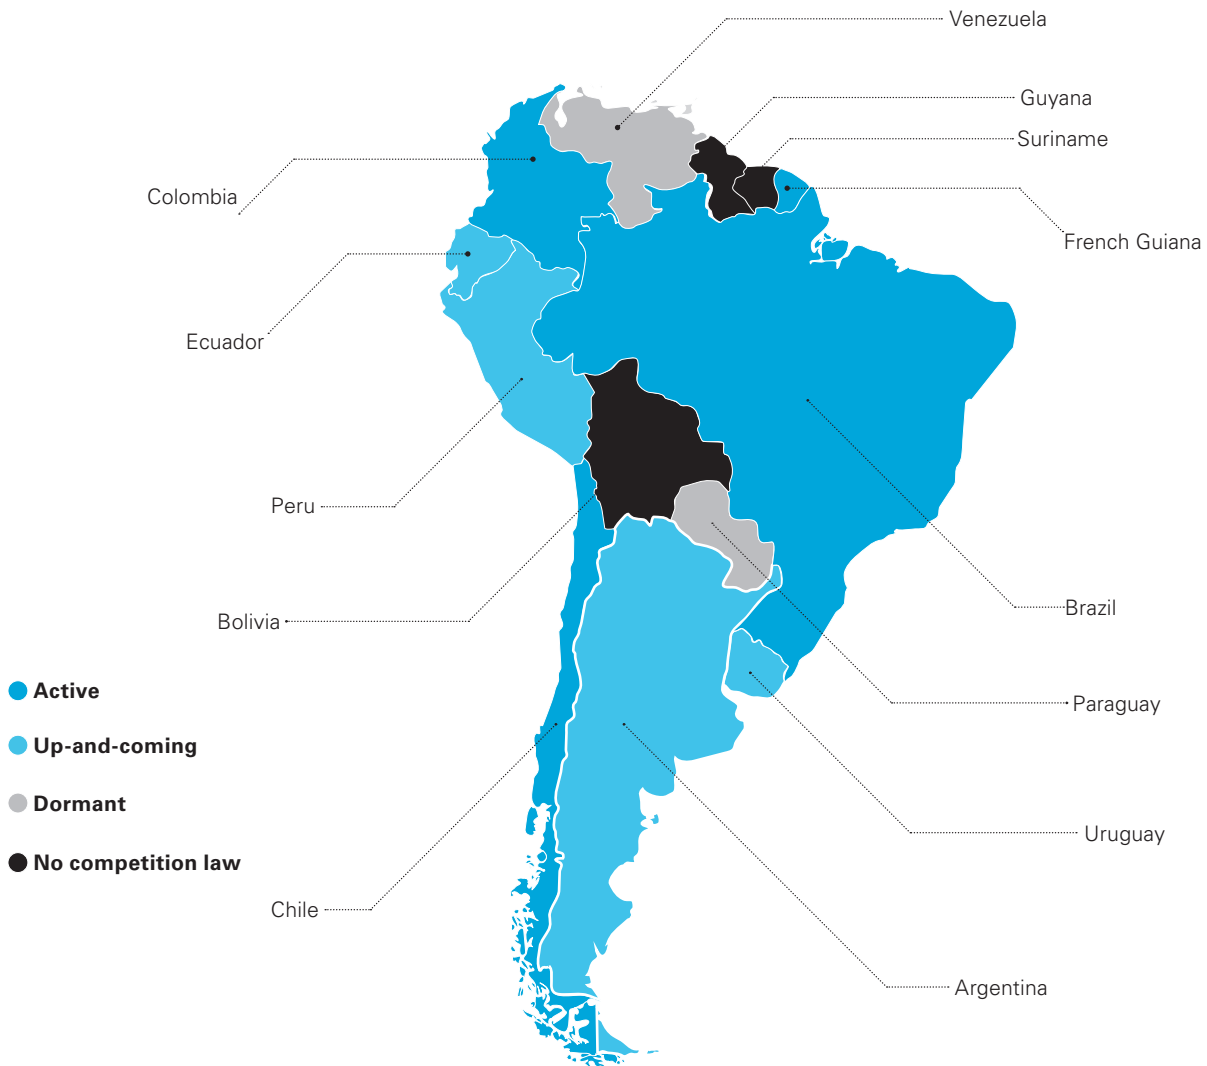 Venezuela
Guyana
Suriname
Colombia
French Guiana
Ecuador
Peru
Brazil
Bolivia
Active
Paraguay
Up-and-coming
Dormant
Uruguay
No competition law
Chile
Argentina